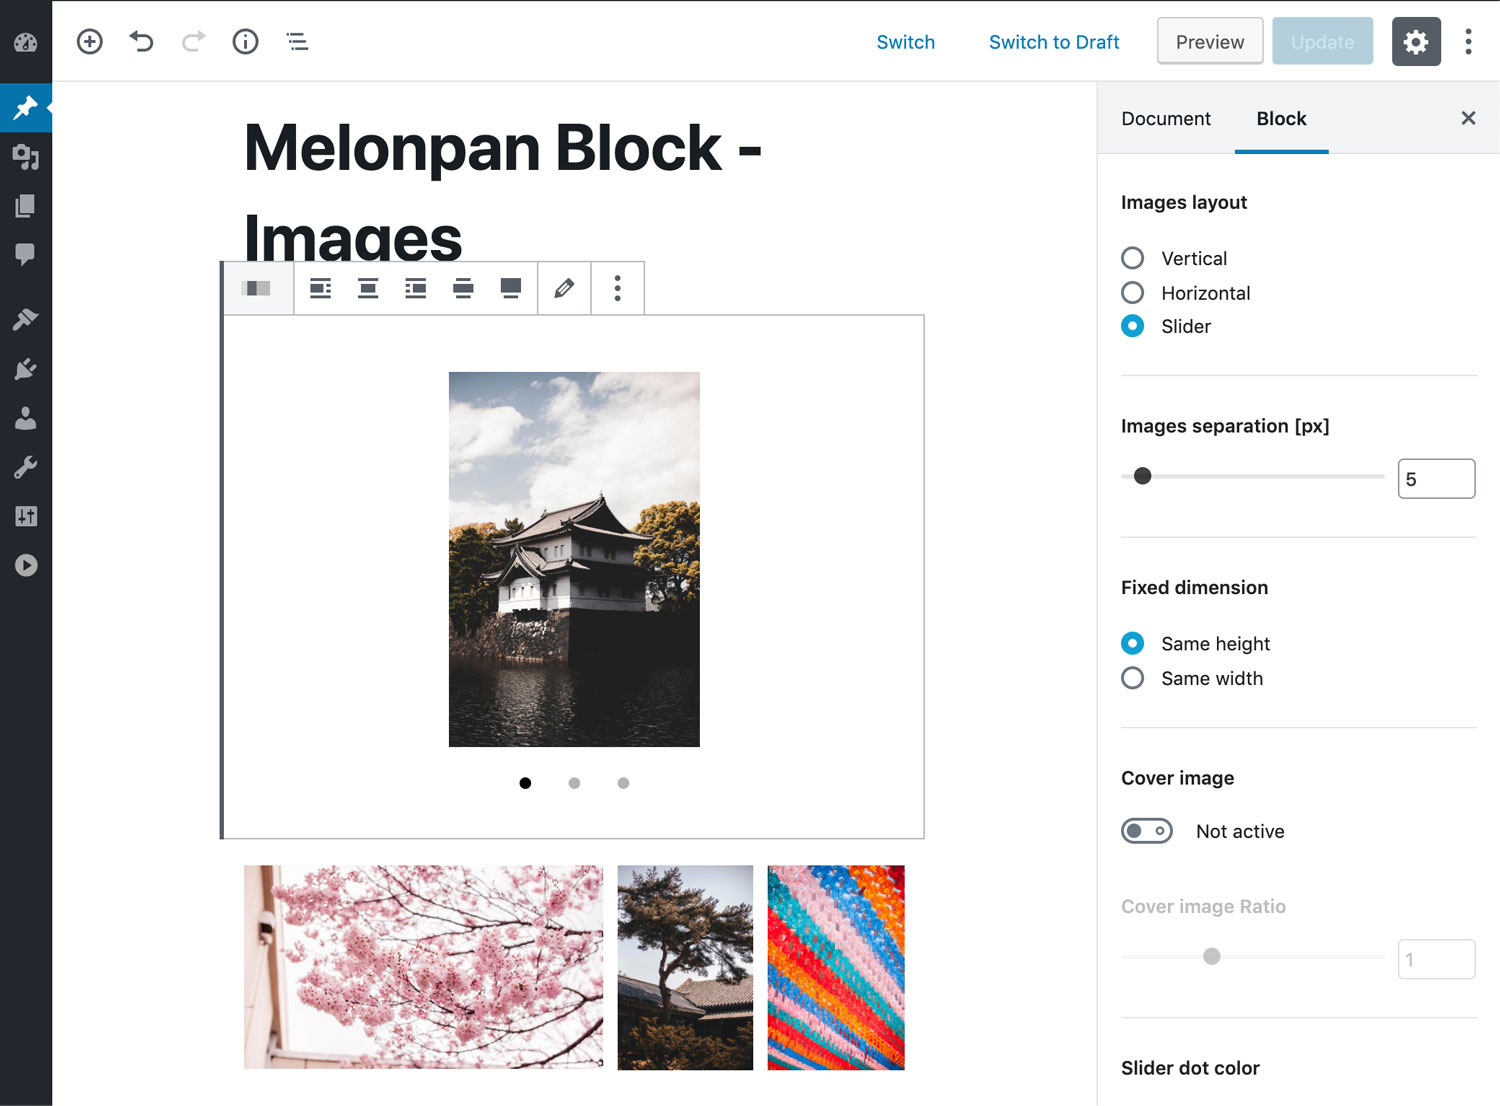 Switch
Switch to Draft
Preview
Update
Melonpan Block -
Images
Document
Block
Images layout
Vertical
Horizontal
Slider
Images separation [px]
5
Fixed dimension
Same height
Same width
Cover image
Not active
Cover image Ratio
1
Slider dot color